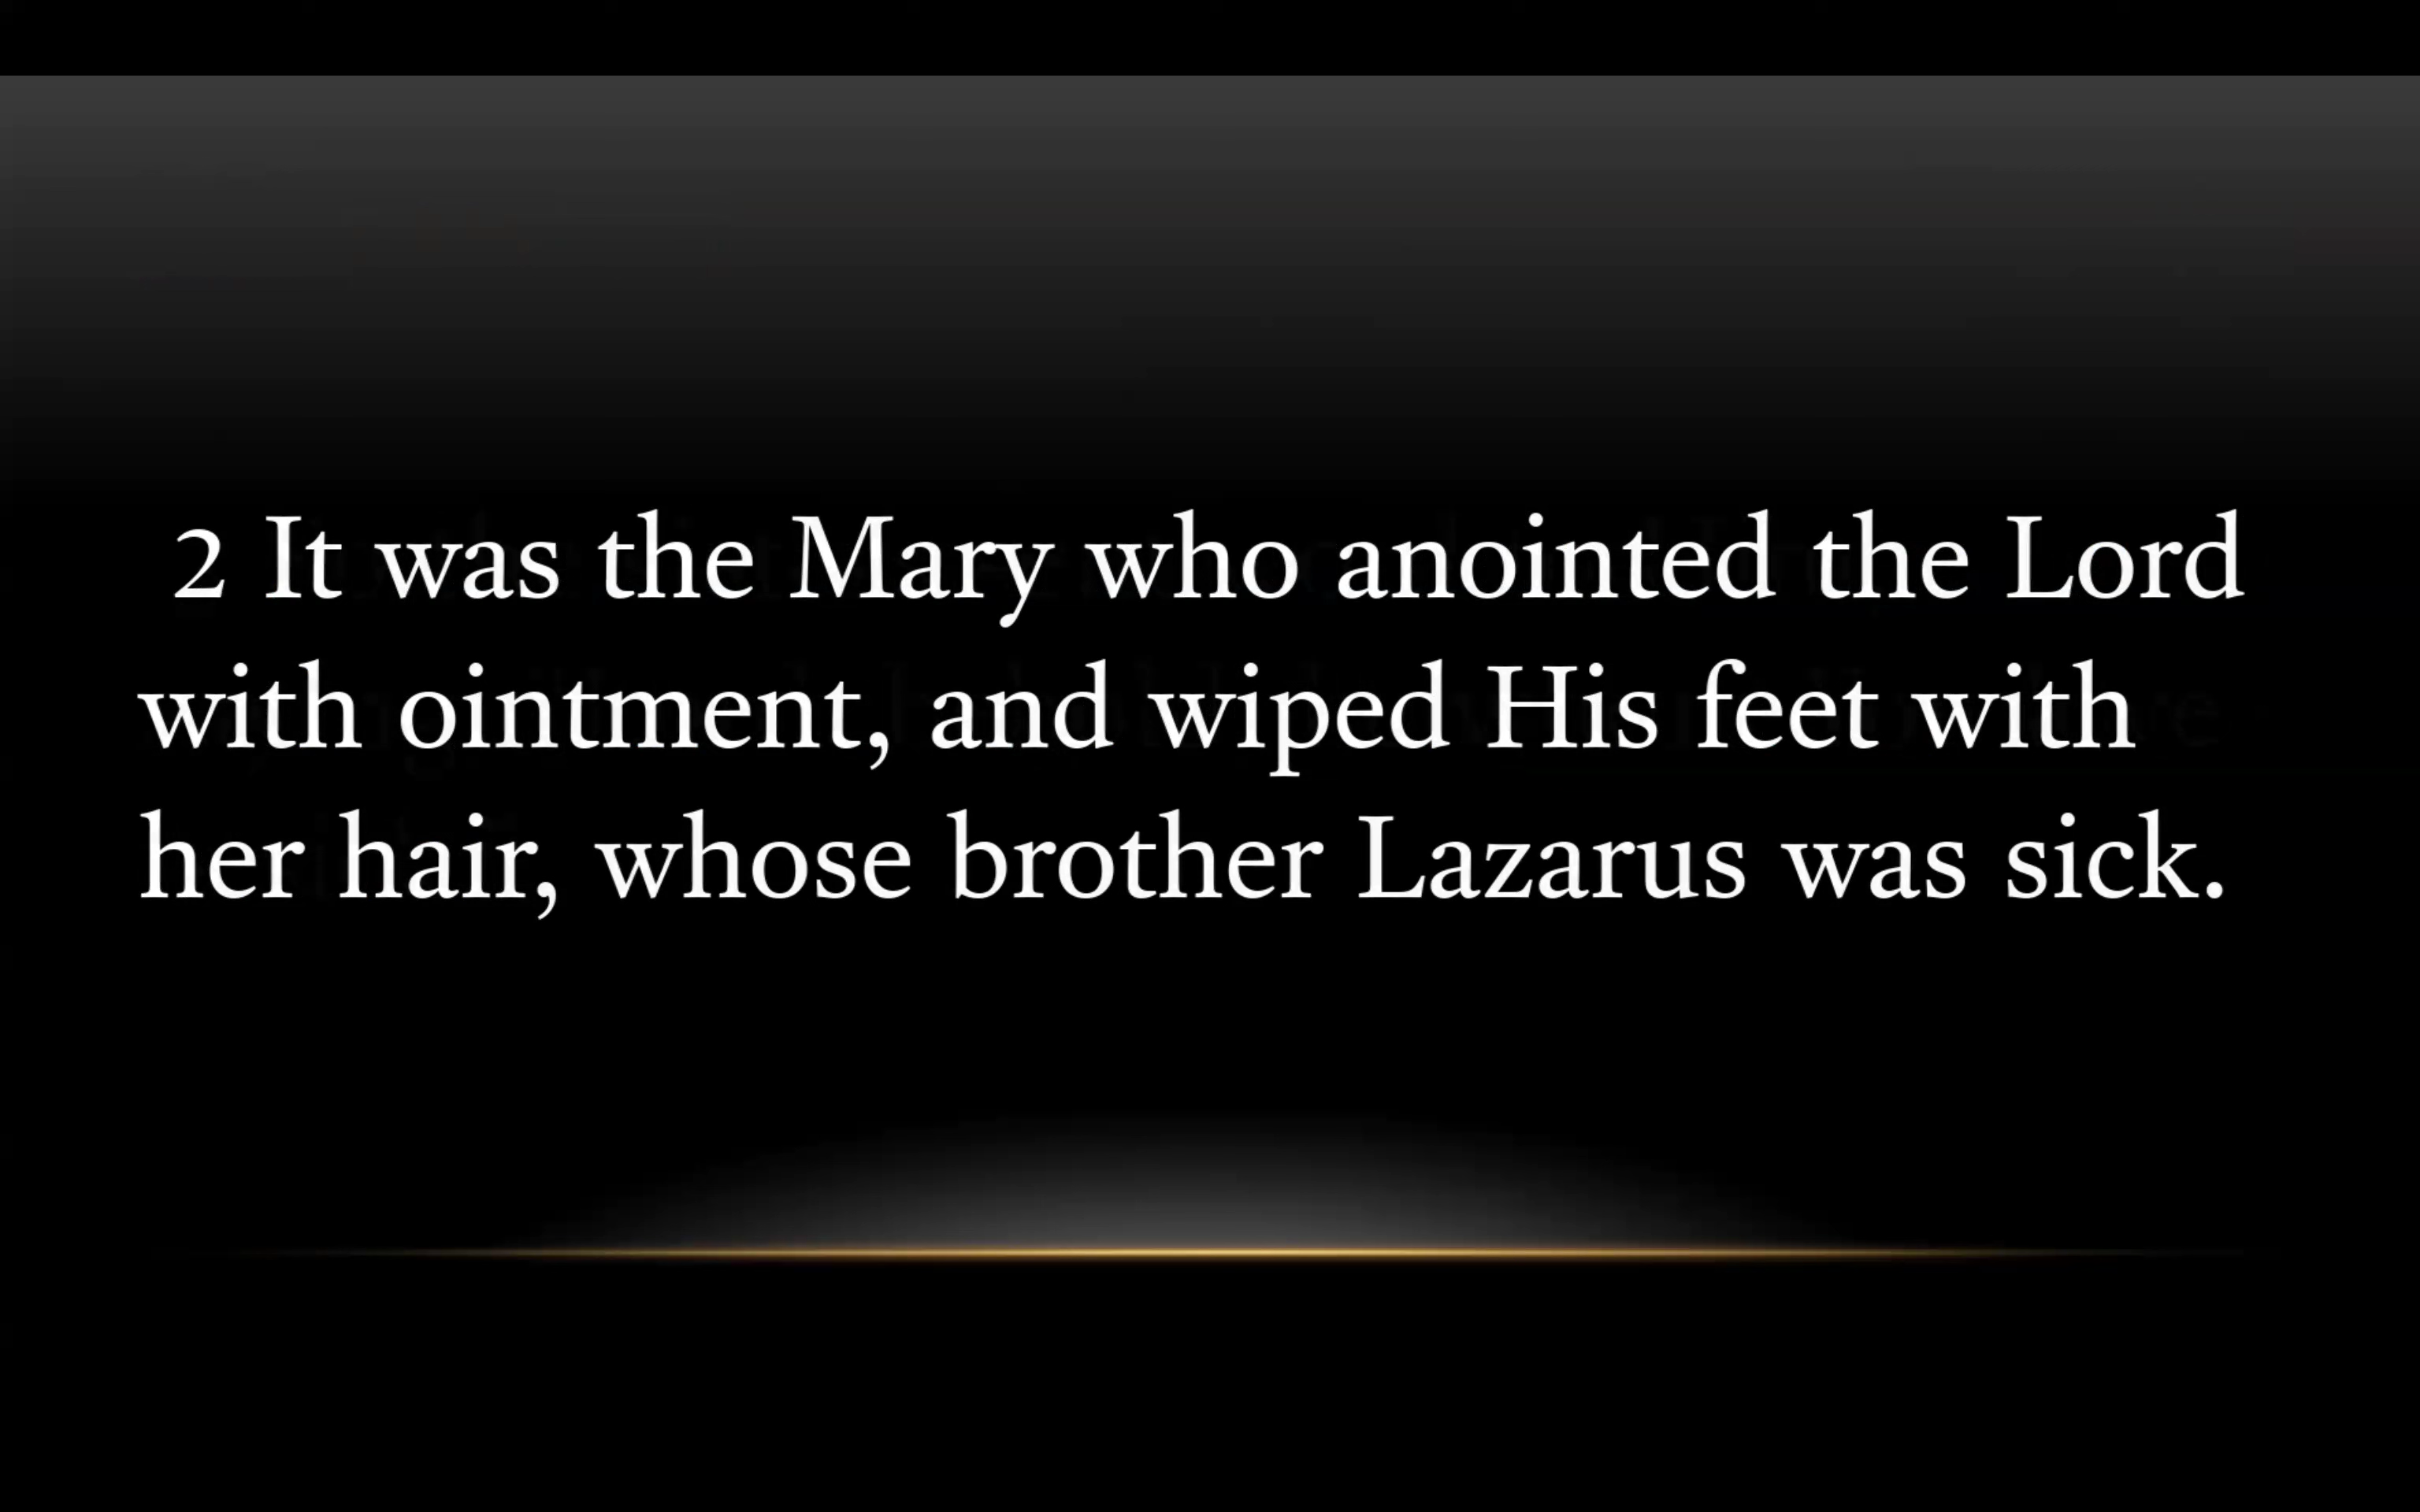 2 It was the Mary who anointed the Lord
with ointment, and wiped His feet with
her hair, whose brother Lazarus was sick.